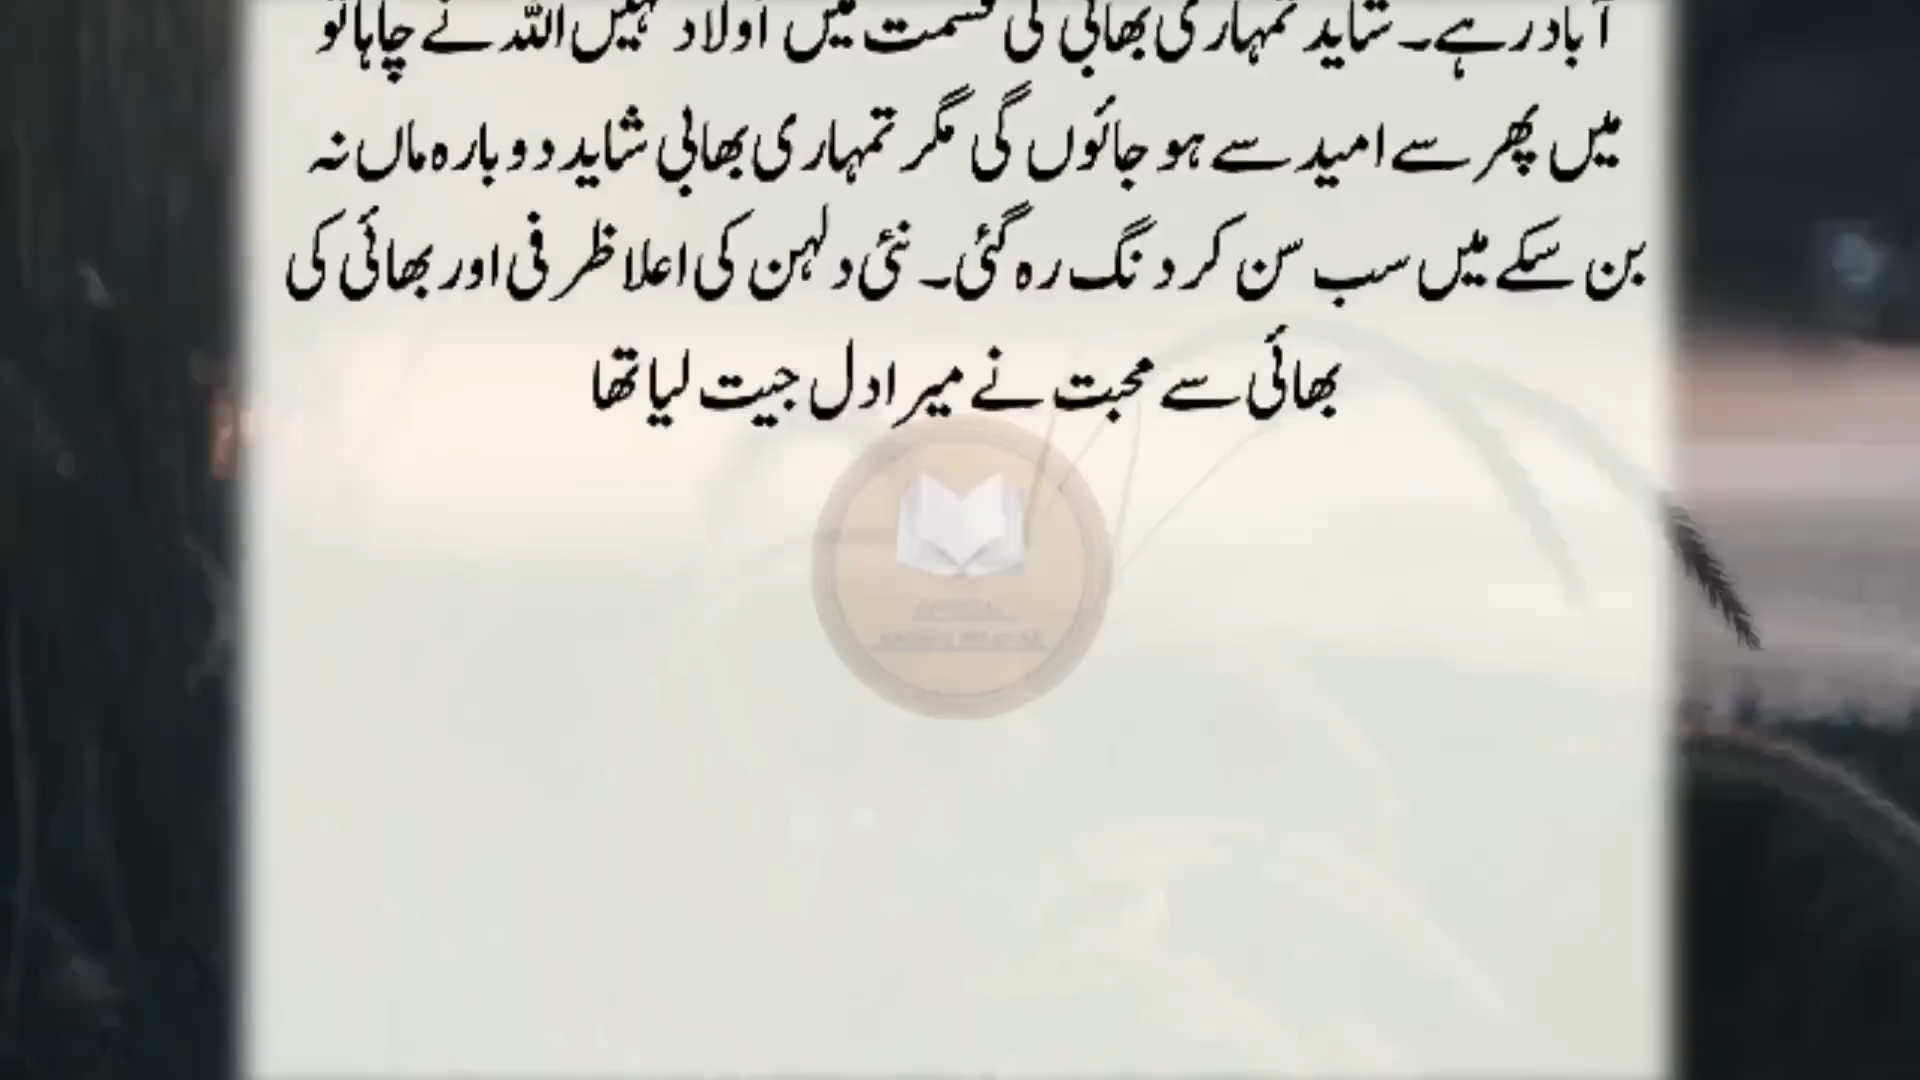 آباد رہے۔ شاید تمہاری بھابی کی قسمت میں اولاد نہیں اللہ نے چاہا تو
میں پھر سے امید سے ہو جائوں گی مگر تمہاری بھابی شاید دوبارہ ماں نہ
بن سکے میں سب سن کر دنگ رہ گئی۔ نئی دلہن کی اعلا ظرفی اور بھائی کی
بھائی سے محبت نے میرا دل جیت لیا تھا